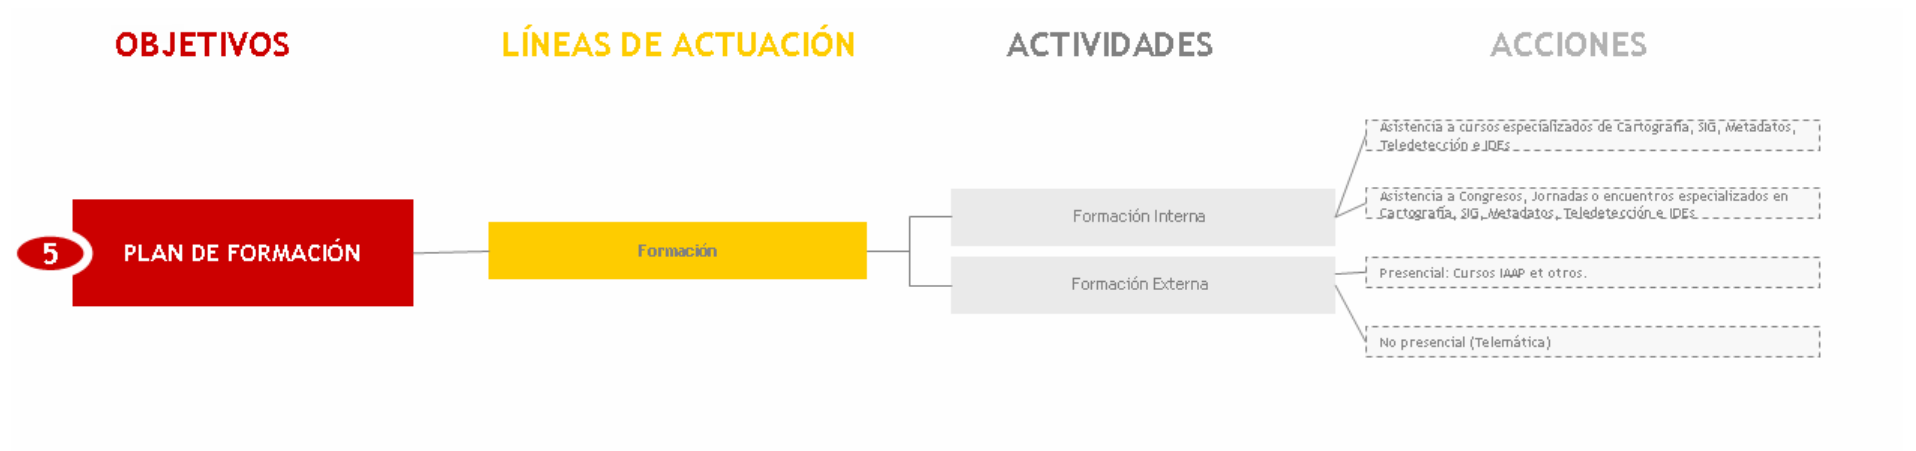 OBJETIVOS LÍNEAS DE ACTUACIÓN ACTIVIDADES ACCIONES
5 PLAN DE FORMACIÓN
Formación
Formación Interna
Formación Externa
Asistencia a cursos especializados de Cartografía, SIG, Metadatos,
Teledetección e IDEs
Asistencia a Congresos, Jornadas o encuentros especializados en
Cartografía, SIG, Metadatos, Teledetección e IDEs
Presencial: Cursos IAAP et otros.
No presencial (Telemática)